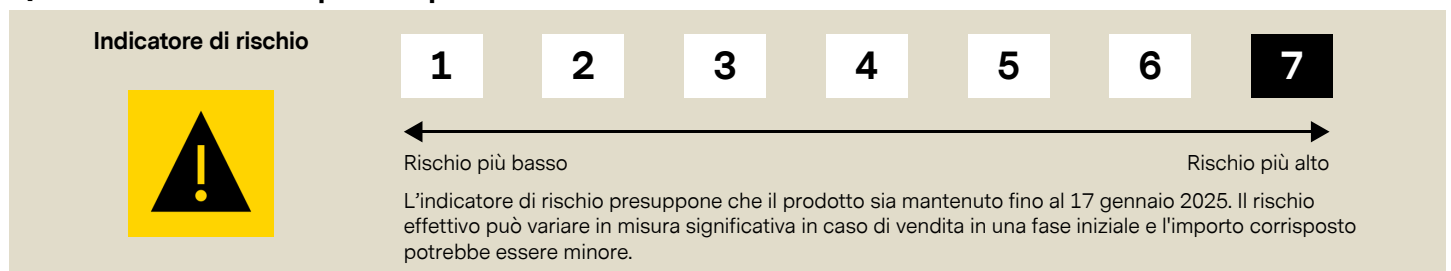 Indicatore di rischio
1 2 3 4 5 6 7
Rischio più basso Rischio più alto
L'indicatore di rischio presuppone che il prodotto sia mantenuto fino al 17 gennaio 2025. Il rischio
effettivo può variare in misura significativa in caso di vendita in una fase iniziale e l'importo corrisposto
potrebbe essere minore.